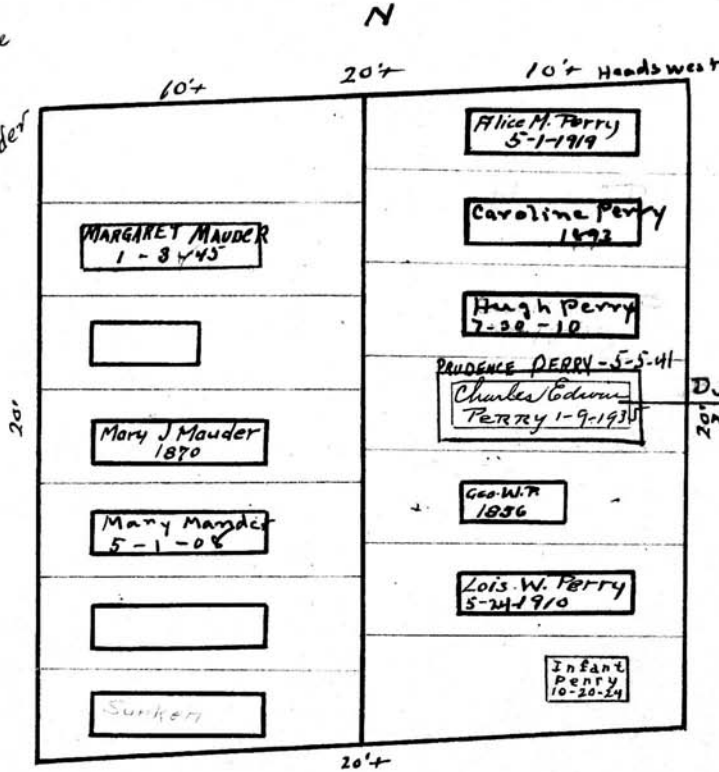 N
20'+
10'+
10'+ Heads west
Alice M. Perry
5-1-1919
Caroline Perry
1893
MARGARET MAUDER
1-3-45
Hugh Perry
7-30-10
PRUDENCE PERRY-5-5-41
Charles
PERRY 1-9-1935
20'
20'
Mary J Mauder
1870
Geo. W. P.
1856
Mary Mauder
5-1-08
Lois. W. Perry
5-24-1910
Infant
Perry
10-20-24
Sunken
20'+